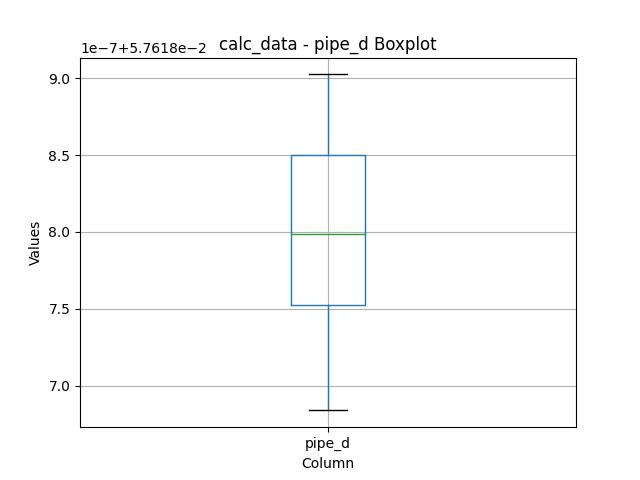 calc_data - pipe_d Boxplot
1e−7+5.7618e−2
9.0
8.5
8.0
7.5
7.0
Values
pipe_d
Column